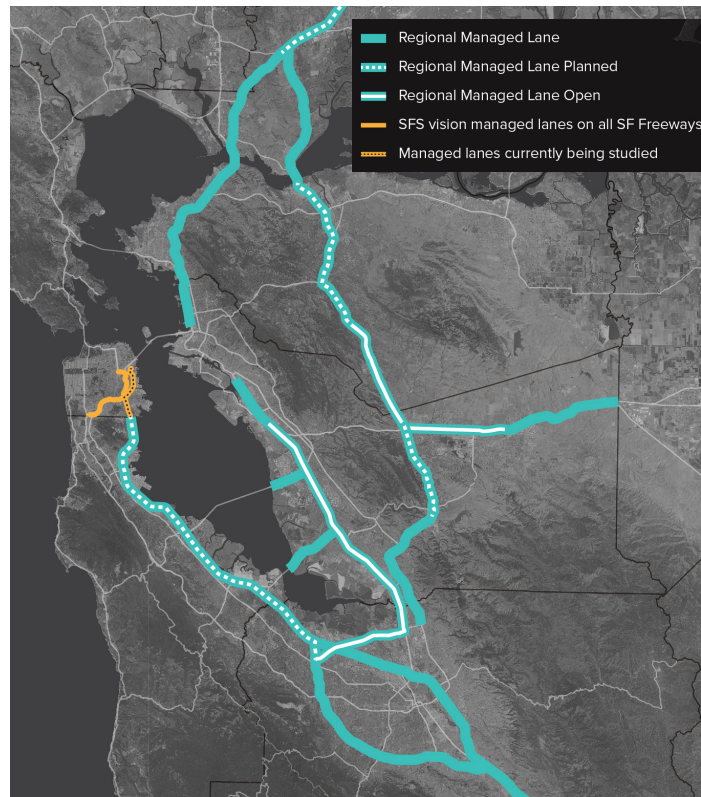 Regional Managed Lane
Regional Managed Lane Planned
Regional Managed Lane Open
SFS vision managed lanes on all SF Freeways
Managed lanes currently being studied